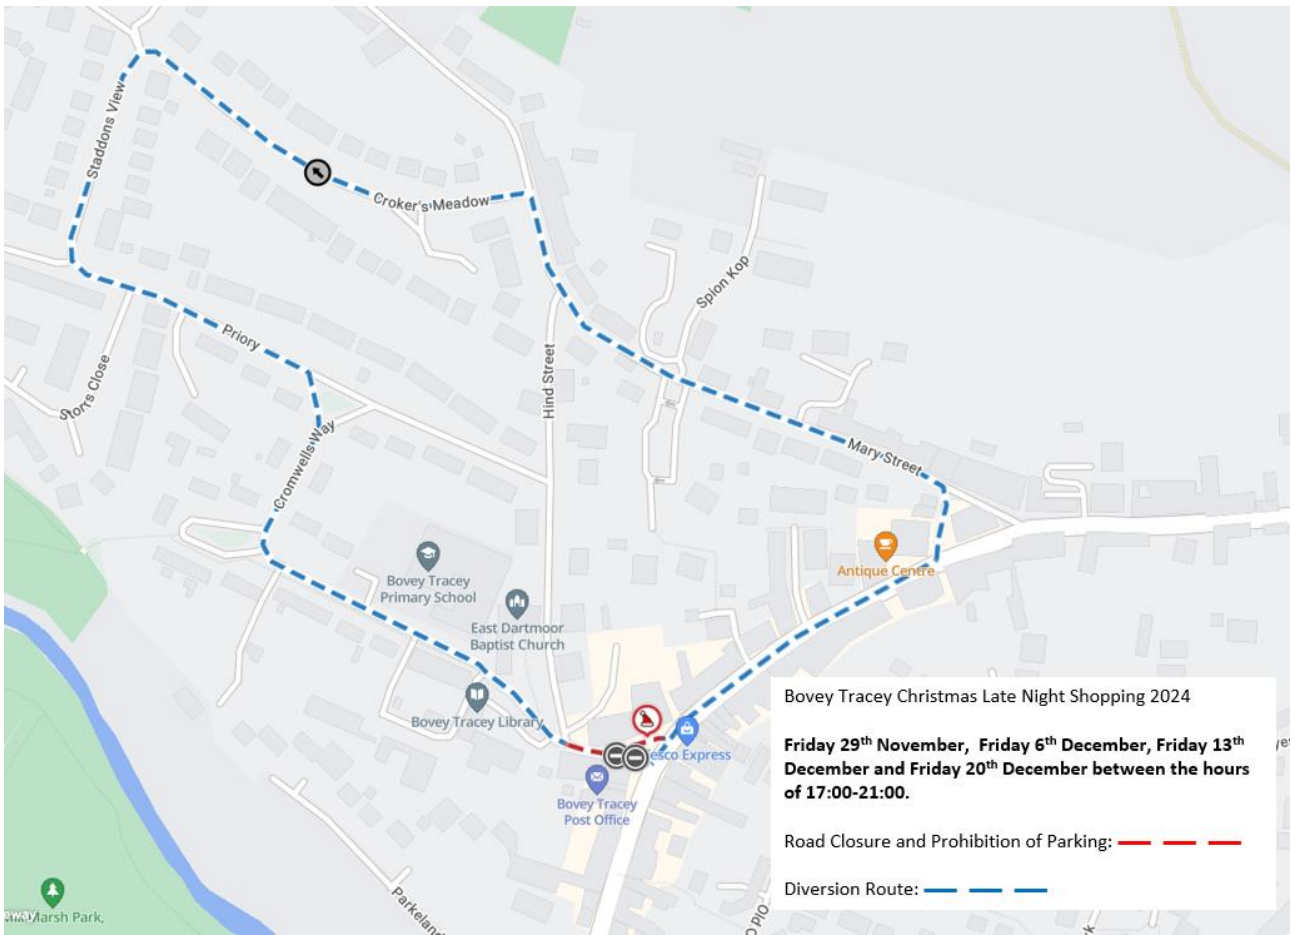 Staddons View
Croker's Meadow
Spion Kop
Priory
Storrs Close
Hind Street
Cromwells Way
Mary Street
Antique Centre
Bovey Tracey
Primary School
East Dartmoor
Baptist Church
Bovey Tracey Library
Tesco Express
Bovey Tracey
Post Office
Bovey Tracey Christmas Late Night Shopping 2024
Friday 29th November, Friday 6th December, Friday 13th
December and Friday 20th December between the hours
of 17:00-21:00.
Road Closure and Prohibition of Parking:
Diversion Route:
Marsh Park,